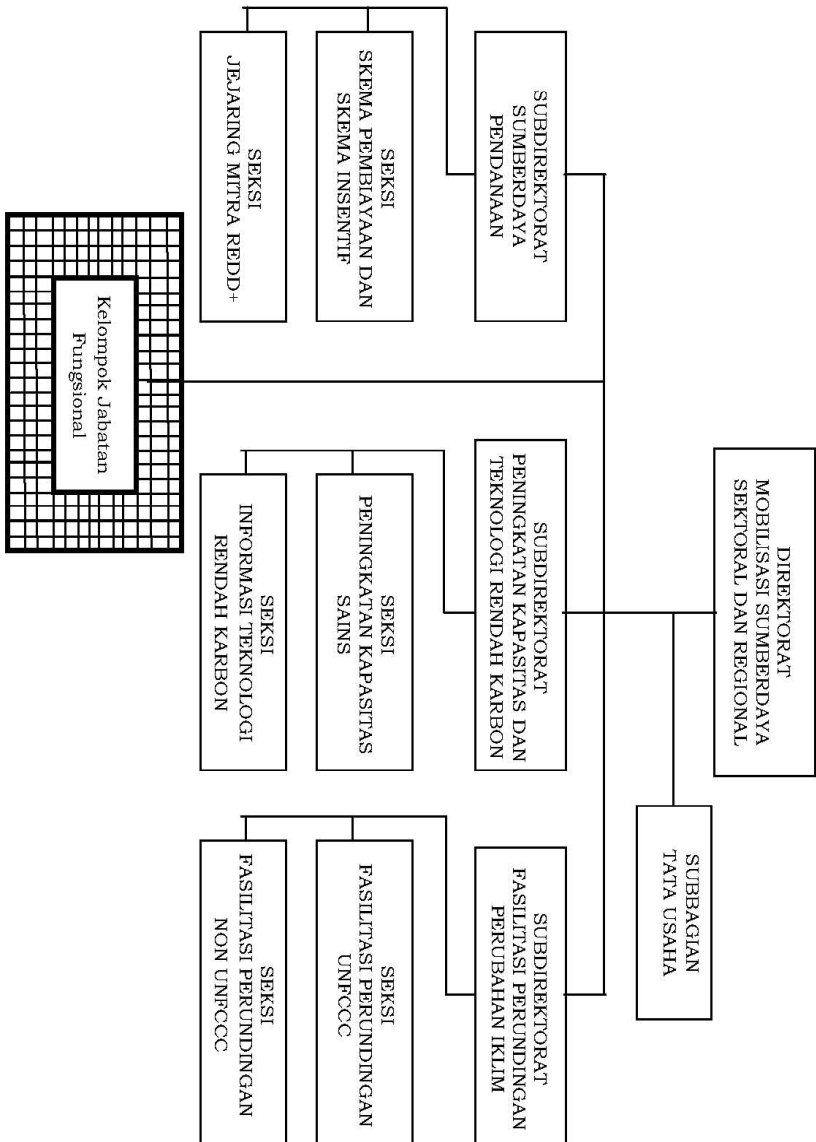 DIREKTORAT
MOBILISASI SUMBERDAYA
SEKTORAL DAN REGIONAL
SUBBAGIAN
TATA USAHA
SUBDIREKTORAT
SUMBERDAYA
PENDANAAN
SUBDIREKTORAT
PENINGKATAN KAPASITAS DAN
TEKNOLOGI RENDAH KARBON
SUBDIREKTORAT
FASILITASI PERUNDINGAN
PERUBAHAN IKLIM
SEKSI
SKEMA PEMBIAYAAN DAN
SKEMA INSENTIF
SEKSI
PENINGKATAN KAPASITAS
SAINS
SEKSI
FASILITASI PERUNDINGAN
UNFCCC
SEKSI
JEJARING MITRA REDD+
SEKSI
INFORMASI TEKNOLOGI
RENDAH KARBON
SEKSI
FASILITASI PERUNDINGAN
NON UNFCCC
Kelompok Jabatan
Fungsional